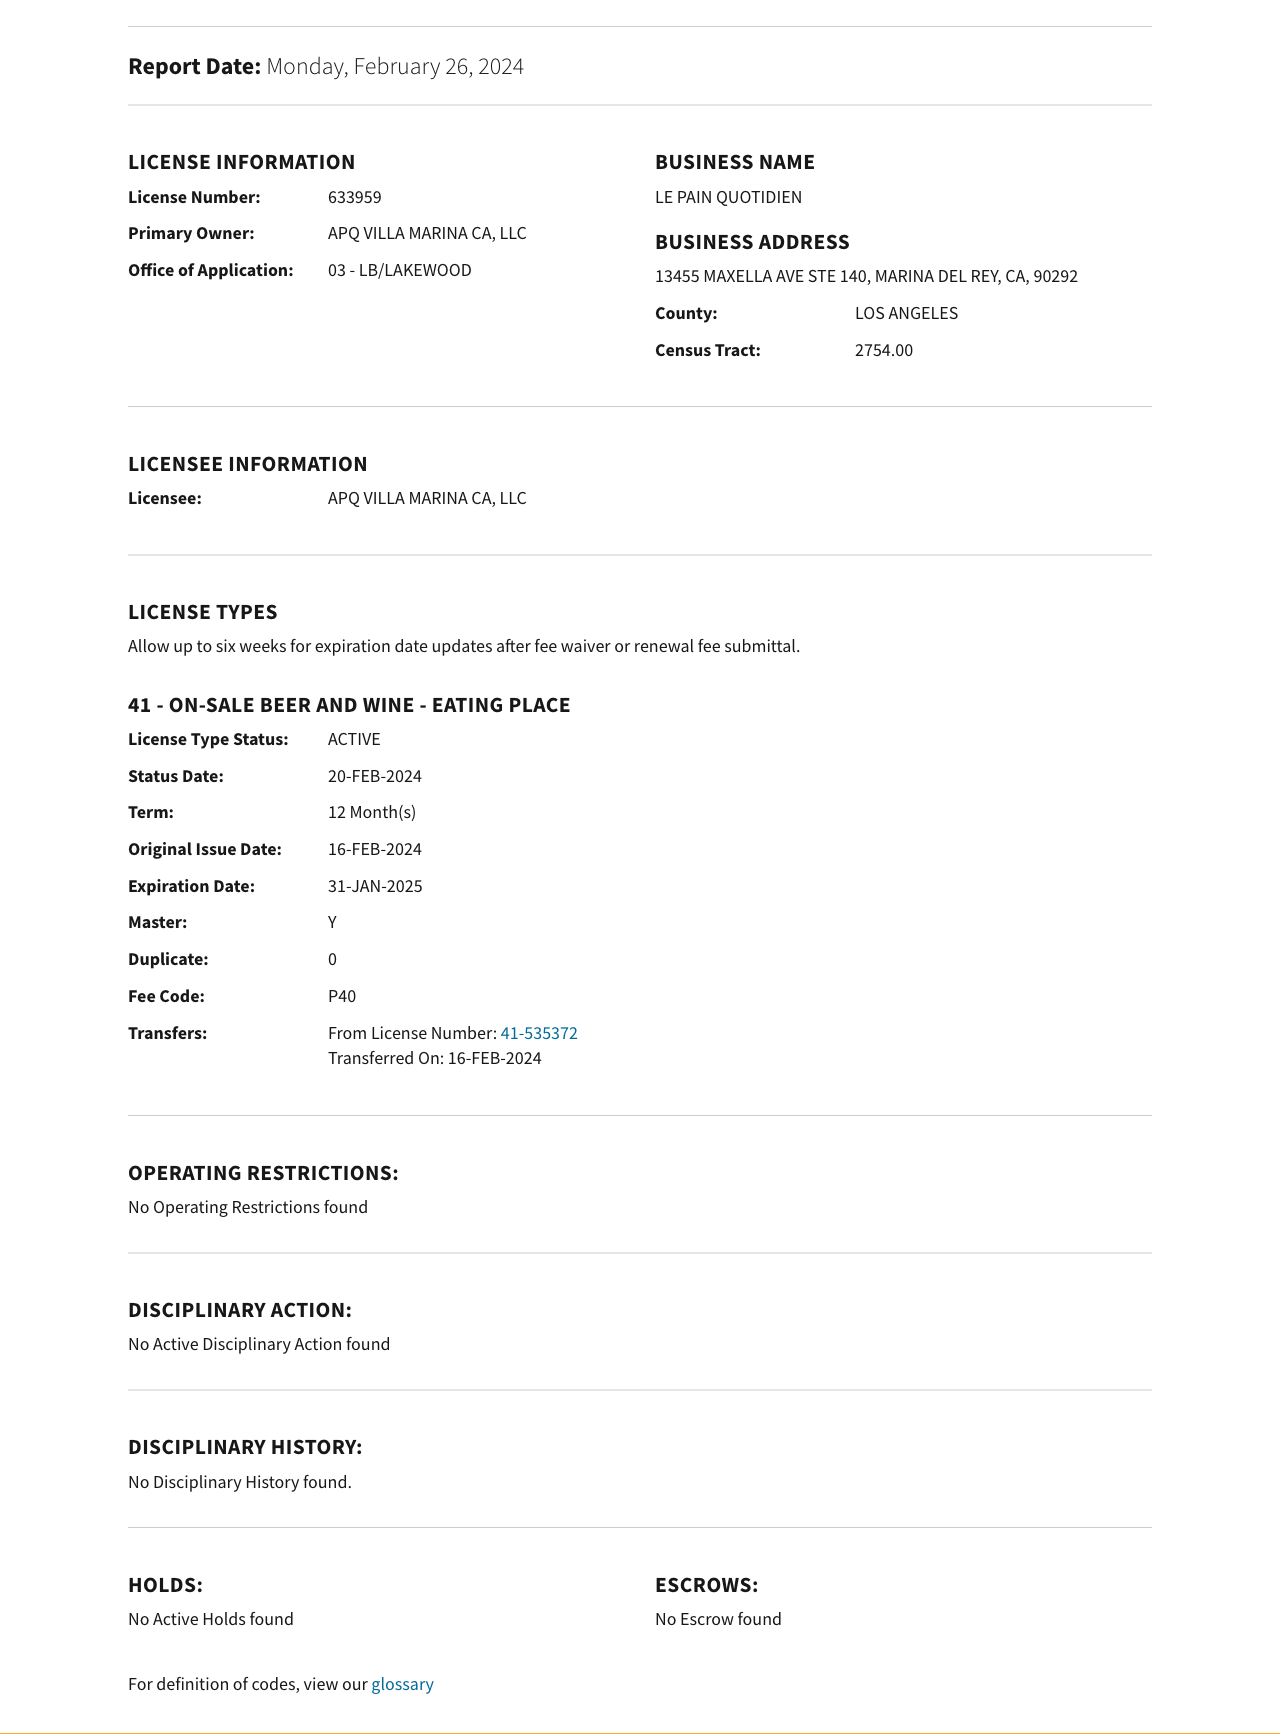 Report Date: Monday, February 26, 2024
LICENSE INFORMATION
License Number: 633959
Primary Owner: APQ VILLA MARINA CA, LLC
Office of Application: 03 - LB/LAKEWOOD
BUSINESS NAME
LE PAIN QUOTIDIEN
BUSINESS ADDRESS
13455 MAXELLA AVE STE 140, MARINA DEL REY, CA, 90292
County: LOS ANGELES
Census Tract: 2754.00
LICENSEE INFORMATION
Licensee: APQ VILLA MARINA CA, LLC
LICENSE TYPES
Allow up to six weeks for expiration date updates after fee waiver or renewal fee submittal.
41 - ON-SALE BEER AND WINE - EATING PLACE
License Type Status: ACTIVE
Status Date: 20-FEB-2024
Term: 12 Month(s)
Original Issue Date: 16-FEB-2024
Expiration Date: 31-JAN-2025
Master: Y
Duplicate: 0
Fee Code: P40
Transfers: From License Number: 41-535372
Transferred On: 16-FEB-2024
OPERATING RESTRICTIONS:
No Operating Restrictions found
DISCIPLINARY ACTION:
No Active Disciplinary Action found
DISCIPLINARY HISTORY:
No Disciplinary History found.
HOLDS:
No Active Holds found
ESCROWS:
No Escrow found
For definition of codes, view our glossary